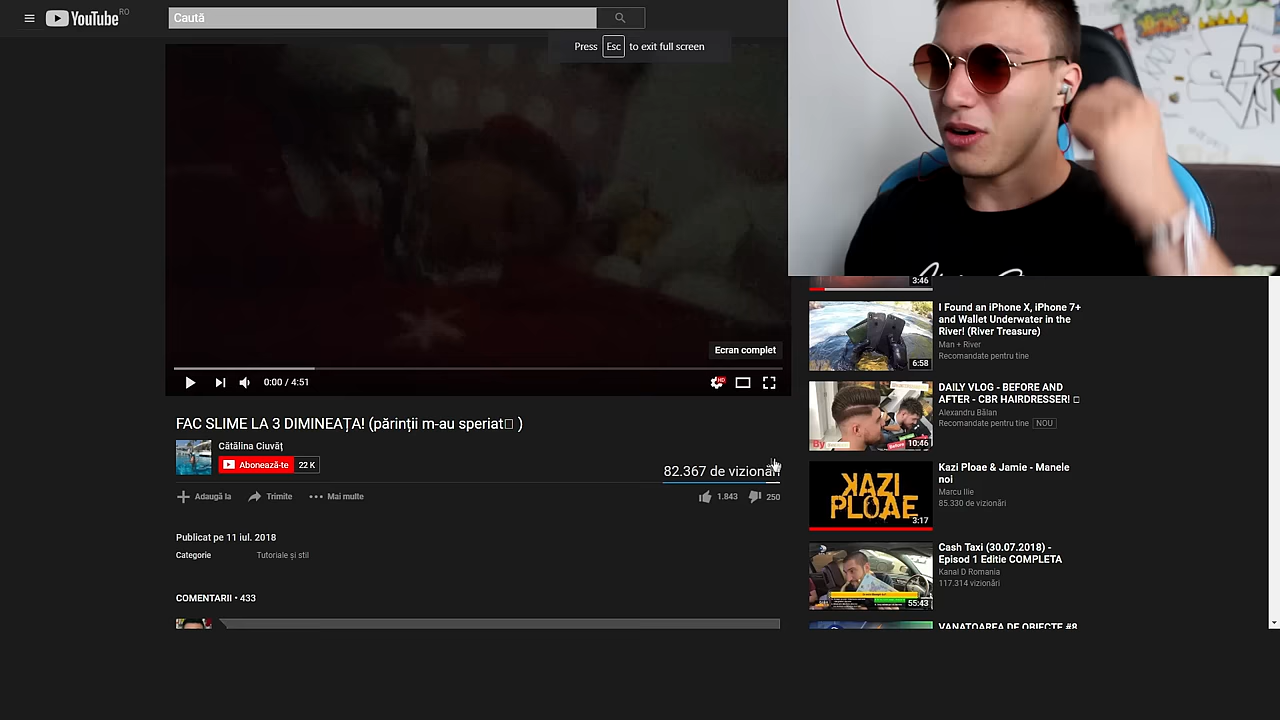 YouTube RO
Caută
Press Esc to exit full screen
Ecran complet
0:00 / 4:51
HD
FAC SLIME LA 3 DIMINEAȚA! (părinții m-au speriat )
Cătălina Ciuvăț
Abonează-te 22 K
82.367 de vizionări
Adaugă la Trimite Mai multe
1.843 250
Publicat pe 11 iul. 2018
Categorie Tutoriale și stil
COMENTARII • 433
3:46
I Found an iPhone X, iPhone 7+
and Wallet Underwater in the
River! (River Treasure)
Man + River
Recomandate pentru tine
6:58
DAILY VLOG - BEFORE AND
AFTER - CBR HAIRDRESSER!
Alexandru Bălan
Recomandate pentru tine NOU
By
10:46
Kazi Ploae & Jamie - Manele
noi
Marcu Ilie
85.330 de vizionări
KAZI
PLOAE
3:17
Cash Taxi (30.07.2018) -
Episod 1 Editie COMPLETA
Kanal D Romania
117.314 vizionări
55:43
VANATOAREA DE OBIECTE #8